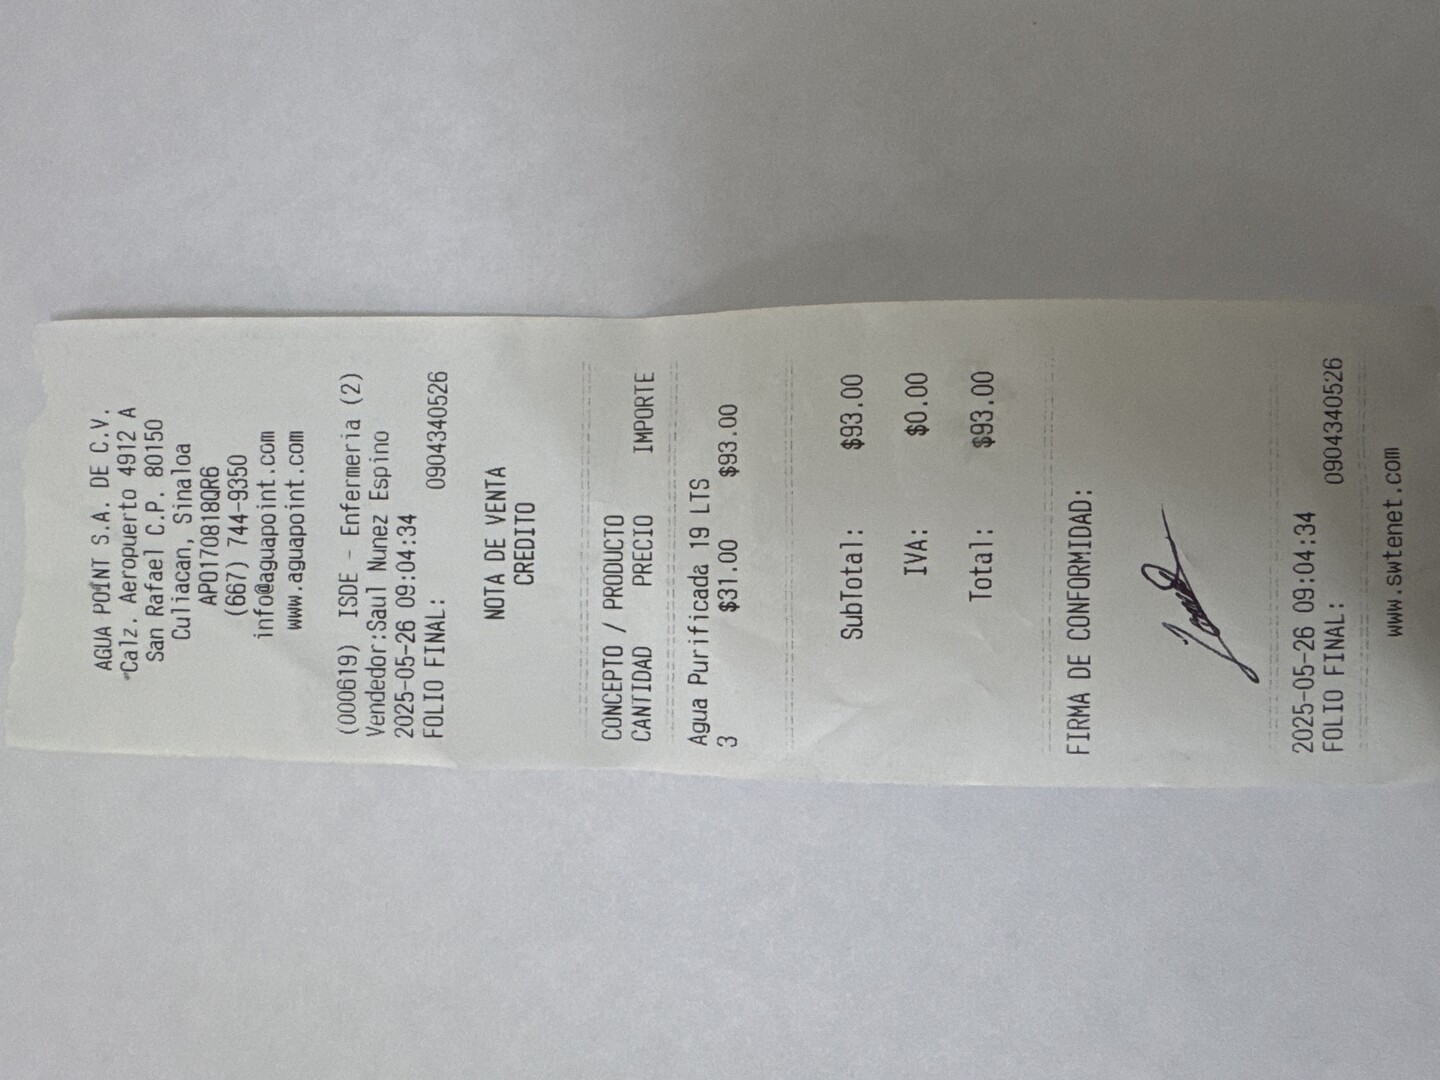 AGUA POINT S.A. DE C.V.
Calz. Aeropuerto 4912 A
San Rafael C.P. 80150
Culiacan, Sinaloa
APO170818QR6
(667) 744-9350
info@aguapoint.com
www.aguapoint.com
(000619) ISDE - Enfermeria (2)
Vendedor:Saul Nunez Espino
2025-05-26 09:04:34
FOLIO FINAL: 0904340526
NOTA DE VENTA
CREDITO
CONCEPTO / PRODUCTO
CANTIDAD PRECIO IMPORTE
Agua Purificada 19 LTS
3 $31.00 $93.00
SubTotal: $93.00
IVA: $0.00
Total: $93.00
FIRMA DE CONFORMIDAD:
2025-05-26 09:04:34
FOLIO FINAL: 0904340526
www.swtenet.com